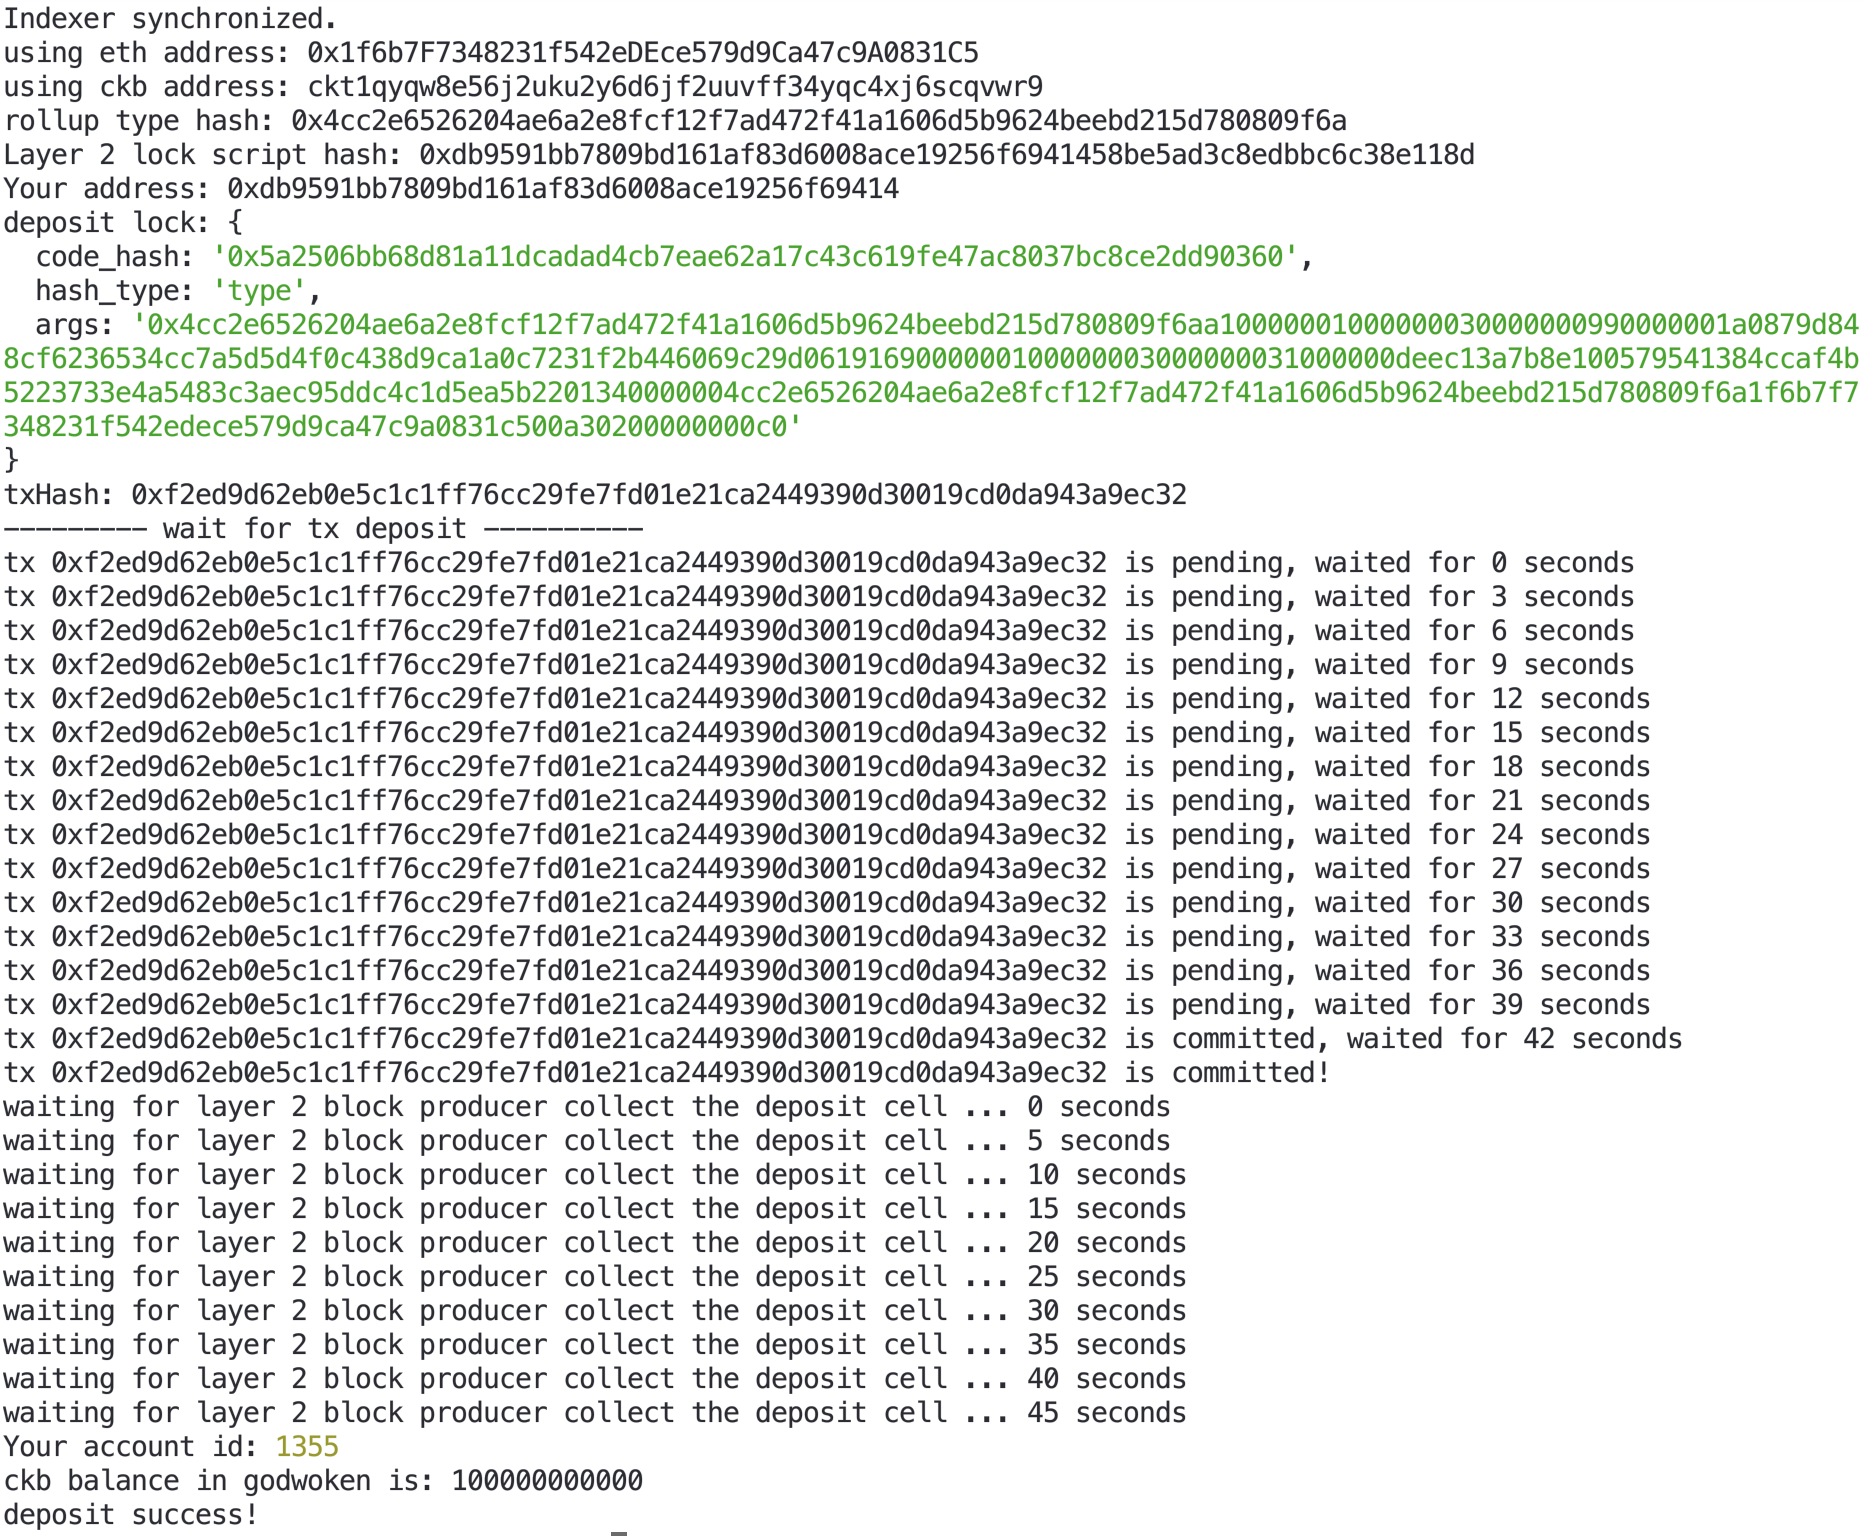 Indexer synchronized.
using eth address: 0x1f6b7F7348231f542eDEce579d9Ca47c9A0831C5
using ckb address: ckt1qyqw8e56j2uku2y6d6jf2uuvff34yqc4xj6scqvwr9
rollup type hash: 0x4cc2e6526204ae6a2e8fcf12f7ad472f41a1606d5b9624beebd215d780809f6a
Layer 2 lock script hash: 0xdb9591bb7809bd161af83d6008ace19256f6941458be5ad3c8edbbc6c38e118d
Your address: 0xdb9591bb7809bd161af83d6008ace19256f69414
deposit lock: {
  code_hash: '0x5a2506bb68d81a11dcadad4cb7eae62a17c43c619fe47ac8037bc8ce2dd90360',
  hash_type: 'type',
  args: '0x4cc2e6526204ae6a2e8fcf12f7ad472f41a1606d5b9624beebd215d780809f6aa10000001000000030000000990000001a0879d84
8cf6236534cc7a5d5d4f0c438d9ca1a0c7231f2b446069c29d06191690000000100000003000000031000000deec13a7b8e100579541384ccaf4b
5223733e4a5483c3aec95ddc4c1d5ea5b2201340000004cc2e6526204ae6a2e8fcf12f7ad472f41a1606d5b9624beebd215d780809f6a1f6b7f7
348231f542edece579d9ca47c9a0831c500a30200000000c0'
}
txHash: 0xf2ed9d62eb0e5c1c1ff76cc29fe7fd01e21ca2449390d30019cd0da943a9ec32
--------- wait for tx deposit ----------
tx 0xf2ed9d62eb0e5c1c1ff76cc29fe7fd01e21ca2449390d30019cd0da943a9ec32 is pending, waited for 0 seconds
tx 0xf2ed9d62eb0e5c1c1ff76cc29fe7fd01e21ca2449390d30019cd0da943a9ec32 is pending, waited for 3 seconds
tx 0xf2ed9d62eb0e5c1c1ff76cc29fe7fd01e21ca2449390d30019cd0da943a9ec32 is pending, waited for 6 seconds
tx 0xf2ed9d62eb0e5c1c1ff76cc29fe7fd01e21ca2449390d30019cd0da943a9ec32 is pending, waited for 9 seconds
tx 0xf2ed9d62eb0e5c1c1ff76cc29fe7fd01e21ca2449390d30019cd0da943a9ec32 is pending, waited for 12 seconds
tx 0xf2ed9d62eb0e5c1c1ff76cc29fe7fd01e21ca2449390d30019cd0da943a9ec32 is pending, waited for 15 seconds
tx 0xf2ed9d62eb0e5c1c1ff76cc29fe7fd01e21ca2449390d30019cd0da943a9ec32 is pending, waited for 18 seconds
tx 0xf2ed9d62eb0e5c1c1ff76cc29fe7fd01e21ca2449390d30019cd0da943a9ec32 is pending, waited for 21 seconds
tx 0xf2ed9d62eb0e5c1c1ff76cc29fe7fd01e21ca2449390d30019cd0da943a9ec32 is pending, waited for 24 seconds
tx 0xf2ed9d62eb0e5c1c1ff76cc29fe7fd01e21ca2449390d30019cd0da943a9ec32 is pending, waited for 27 seconds
tx 0xf2ed9d62eb0e5c1c1ff76cc29fe7fd01e21ca2449390d30019cd0da943a9ec32 is pending, waited for 30 seconds
tx 0xf2ed9d62eb0e5c1c1ff76cc29fe7fd01e21ca2449390d30019cd0da943a9ec32 is pending, waited for 33 seconds
tx 0xf2ed9d62eb0e5c1c1ff76cc29fe7fd01e21ca2449390d30019cd0da943a9ec32 is pending, waited for 36 seconds
tx 0xf2ed9d62eb0e5c1c1ff76cc29fe7fd01e21ca2449390d30019cd0da943a9ec32 is pending, waited for 39 seconds
tx 0xf2ed9d62eb0e5c1c1ff76cc29fe7fd01e21ca2449390d30019cd0da943a9ec32 is committed, waited for 42 seconds
tx 0xf2ed9d62eb0e5c1c1ff76cc29fe7fd01e21ca2449390d30019cd0da943a9ec32 is committed!
waiting for layer 2 block producer collect the deposit cell ... 0 seconds
waiting for layer 2 block producer collect the deposit cell ... 5 seconds
waiting for layer 2 block producer collect the deposit cell ... 10 seconds
waiting for layer 2 block producer collect the deposit cell ... 15 seconds
waiting for layer 2 block producer collect the deposit cell ... 20 seconds
waiting for layer 2 block producer collect the deposit cell ... 25 seconds
waiting for layer 2 block producer collect the deposit cell ... 30 seconds
waiting for layer 2 block producer collect the deposit cell ... 35 seconds
waiting for layer 2 block producer collect the deposit cell ... 40 seconds
waiting for layer 2 block producer collect the deposit cell ... 45 seconds
Your account id: 1355
ckb balance in godwoken is: 100000000000
deposit success!